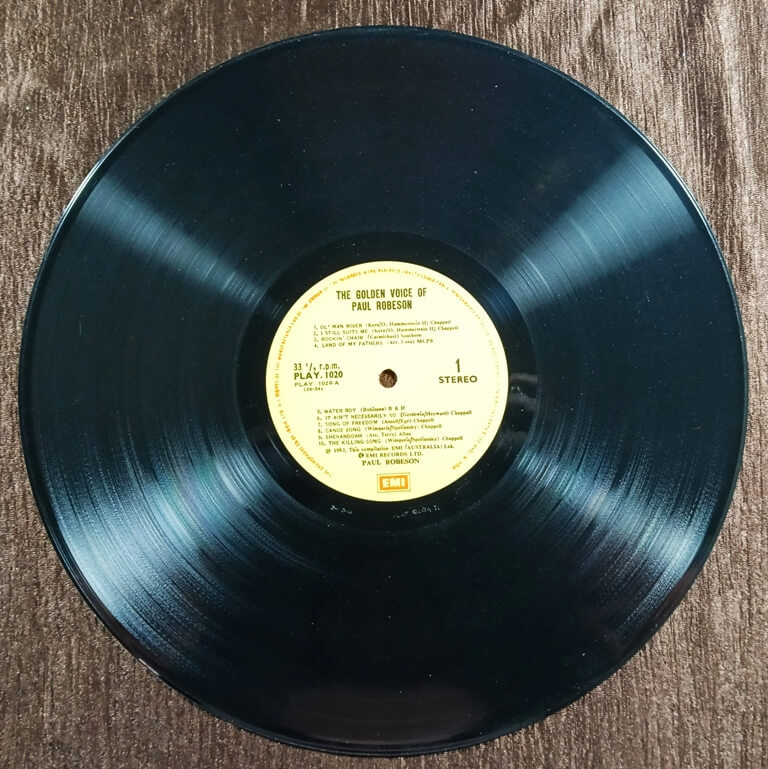 THE GOLDEN VOICE OF
PAUL ROBESON
1. OL' MAN RIVER (Kern/O. Hammerstein II) Chappell
2. I STILL SUITS ME (Kern/O. Hammerstein II) Chappell
3. ROCKIN' CHAIR (Carmichael) Southern
4. LAND OF MY FATHERS (Arr. ) MCPS
33 ⅓ r.p.m.
PLAY. 1020
PLAY 1020 A
1
STEREO
5. WATER BOY (Robinson) B & H
6. IT AIN'T NECESSARILY SO (Gershwin/Heyward) Chappell
7. SONG OF FREEDOM (Ansell/Ege) Chappell
8. CANOE SONG (Wimperis/Spoliansky) Chappell
9. SHENANDOAH (Arr. Terry) Allan
10. THE KILLING SONG (Wimperis/Spoliansky) Chappell
℗ 1983, This compilation EMI (AUSTRALIA) Ltd.
© EMI RECORDS LTD.
PAUL ROBESON
EMI